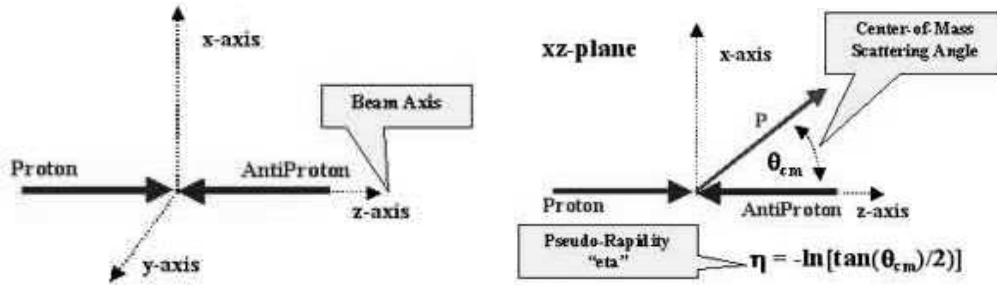 x-axis
Beam Axis
Proton
AntiProton
z-axis
y-axis
xz-plane
x-axis
Center-of-Mass
Scattering Angle
P
θcm
Proton
AntiProton
z-axis
Pseudo-Rapidity
“eta”
η = -ln[tan(θcm)/2)]